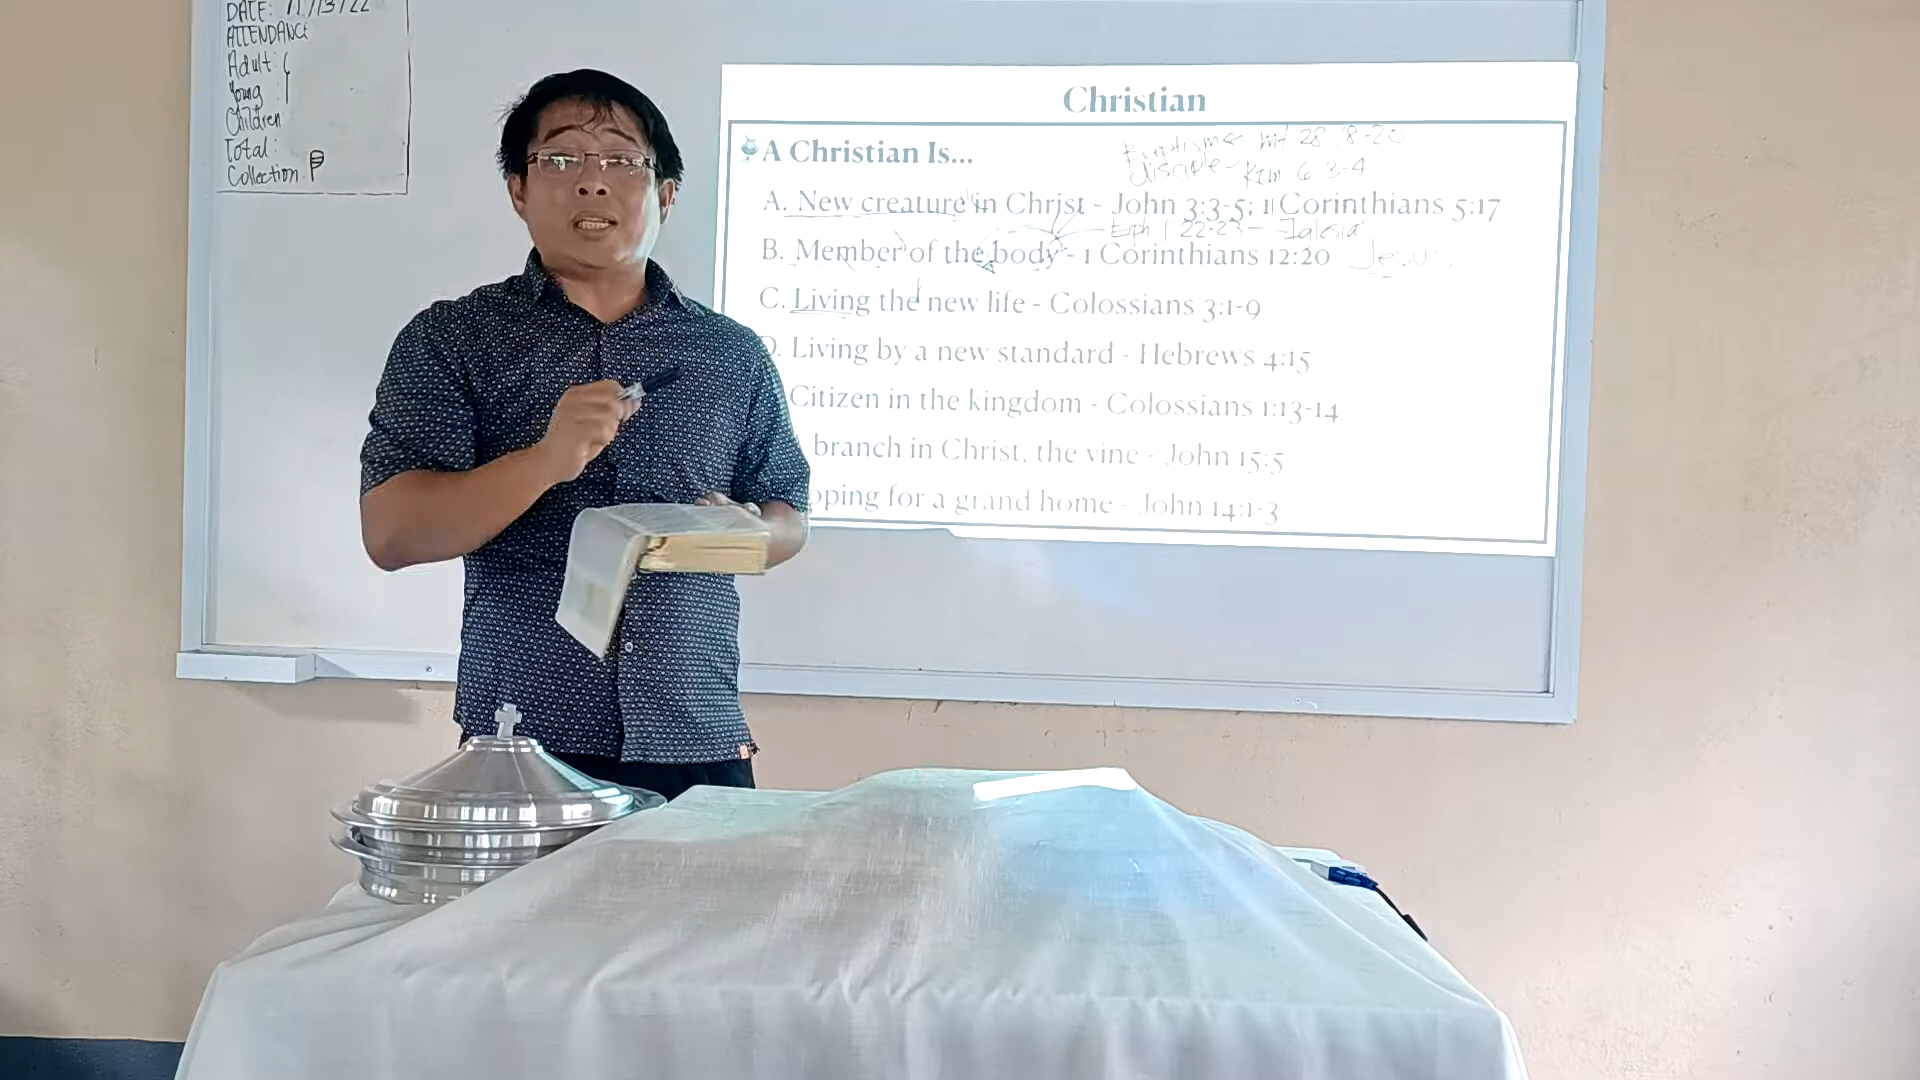 DATE: 11/13/22
ATTENDANCE
Adult:
Young :
Children:
Total:
Collection: ₱
Christian
A Christian Is...
Mt 28:18-20
disciple - Rom 6:3-4
A. New creature in Christ - John 3:3-5; 1 Corinthians 5:17
Eph 1:22-23 - Iglesia
B. Member of the body - 1 Corinthians 12:20 Jesus
C. Living the new life - Colossians 3:1-9
D. Living by a new standard - Hebrews 4:15
Citizen in the kingdom - Colossians 1:13-14
branch in Christ, the vine - John 15:5
oping for a grand home - John 14:1-3